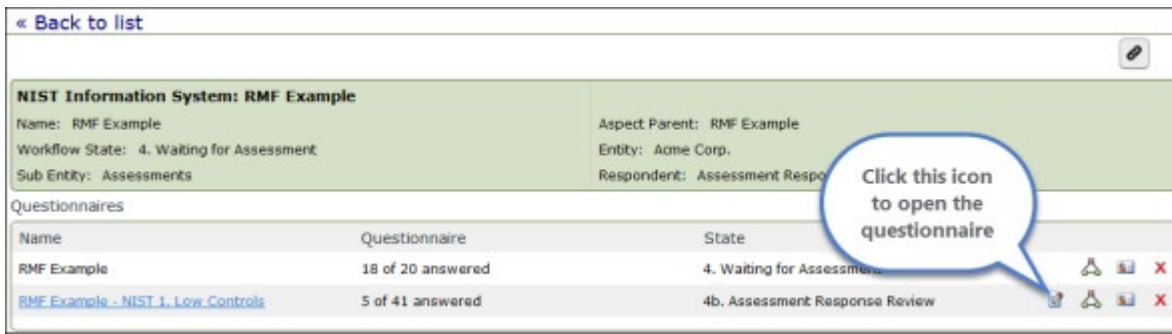 « Back to list
NIST Information System: RMF Example
Name: RMF Example
Aspect Parent: RMF Example
Workflow State: 4. Waiting for Assessment
Entity: Acme Corp.
Sub Entity: Assessments
Respondent: Assessment Respo
Click this icon
to open the
questionnaire
Questionnaires
Name Questionnaire State
RMF Example 18 of 20 answered 4. Waiting for Assessme
RMF Example - NIST 1. Low Controls 5 of 41 answered 4b. Assessment Response Review